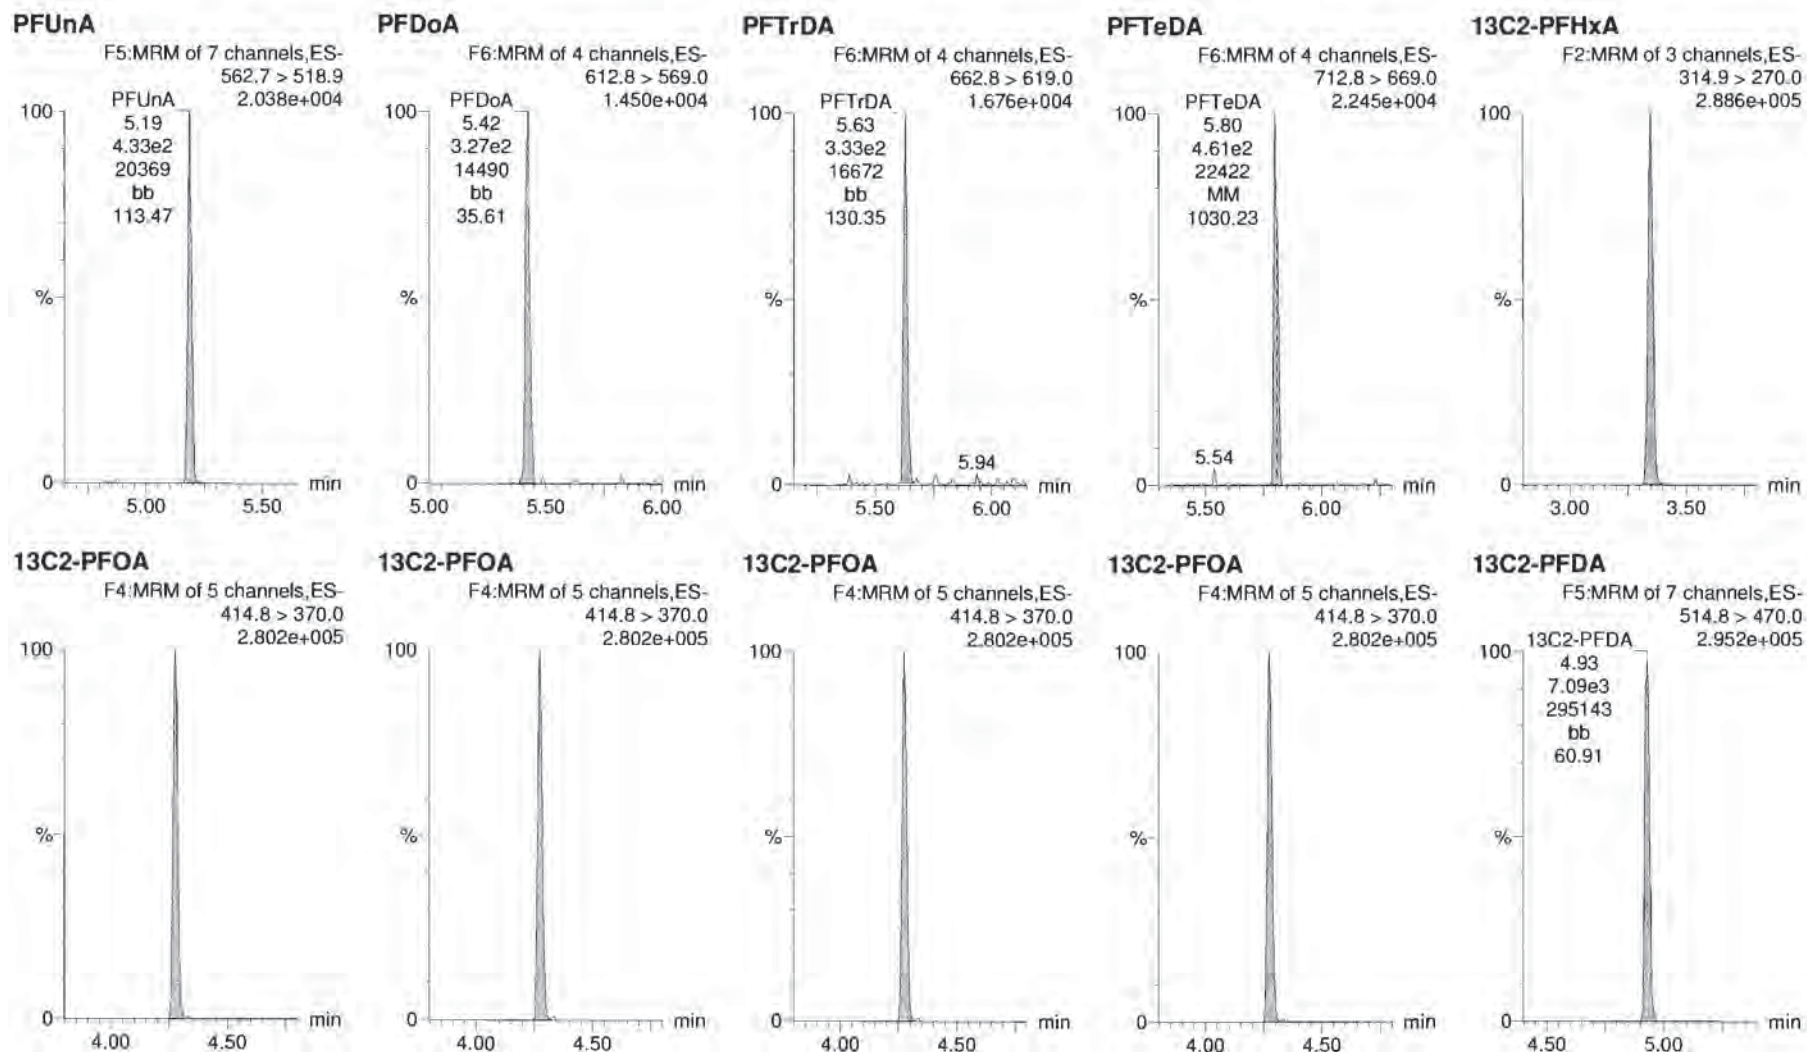 PFUnA
F5:MRM of 7 channels,ES-
562.7 > 518.9
2.038e+004
PFUnA
5.19
4.33e2
20369
bb
113.47
100
%
0
5.00
5.50
min
PFDoA
F6:MRM of 4 channels,ES-
612.8 > 569.0
1.450e+004
PFDoA
5.42
3.27e2
14490
bb
35.61
100
%
0
5.00
5.50
6.00
min
PFTrDA
F6:MRM of 4 channels,ES-
662.8 > 619.0
1.676e+004
PFTrDA
5.63
3.33e2
16672
bb
130.35
100
%
5.94
0
5.50
6.00
min
PFTeDA
F6:MRM of 4 channels,ES-
712.8 > 669.0
2.245e+004
PFTeDA
5.80
4.61e2
22422
MM
1030.23
100
%
5.54
0
5.50
6.00
min
13C2-PFHxA
F2:MRM of 3 channels,ES-
314.9 > 270.0
2.886e+005
100
%
0
3.00
3.50
min
13C2-PFOA
F4:MRM of 5 channels,ES-
414.8 > 370.0
2.802e+005
100
%
0
4.00
4.50
min
13C2-PFOA
F4:MRM of 5 channels,ES-
414.8 > 370.0
2.802e+005
100
%
0
4.00
4.50
min
13C2-PFOA
F4:MRM of 5 channels,ES-
414.8 > 370.0
2.802e+005
100
%
0
4.00
4.50
min
13C2-PFOA
F4:MRM of 5 channels,ES-
414.8 > 370.0
2.802e+005
100
%
0
4.00
4.50
min
13C2-PFDA
F5:MRM of 7 channels,ES-
514.8 > 470.0
2.952e+005
13C2-PFDA
4.93
7.09e3
295143
bb
60.91
100
%
0
4.50
5.00
min